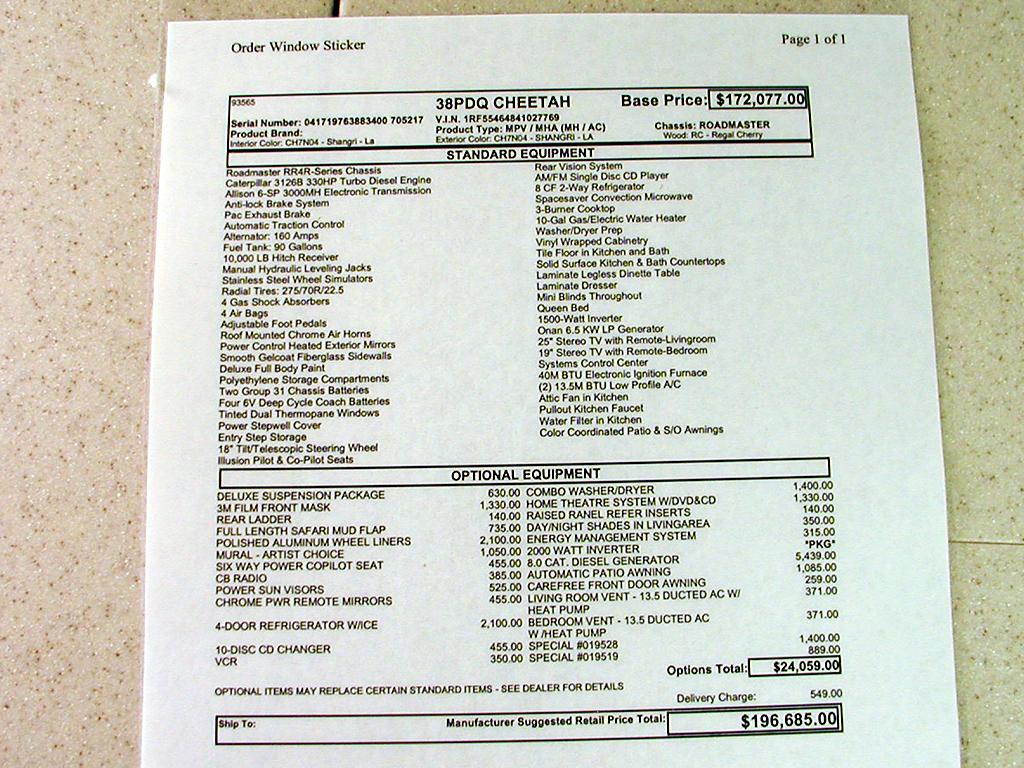 Order Window Sticker
Page 1 of 1
93565
38PDQ CHEETAH
Base Price: $172,077.00
Serial Number: 041719763883400 705217
V.I.N. 1RF55464841027769
Product Brand:
Product Type: MPV / MHA (MH / AC)
Chassis: ROADMASTER
Interior Color: CH7N04 - Shangri - La
Exterior Color: CH7N04 - SHANGRI - LA
Wood: RC - Regal Cherry
STANDARD EQUIPMENT
Roadmaster RR4R-Series Chassis
Caterpillar 3126B 330HP Turbo Diesel Engine
Allison 6-SP 3000MH Electronic Transmission
Anti-lock Brake System
Pac Exhaust Brake
Automatic Traction Control
Alternator: 160 Amps
Fuel Tank: 90 Gallons
10,000 LB Hitch Receiver
Manual Hydraulic Leveling Jacks
Stainless Steel Wheel Simulators
Radial Tires: 275/70R/22.5
4 Gas Shock Absorbers
4 Air Bags
Adjustable Foot Pedals
Roof Mounted Chrome Air Horns
Power Control Heated Exterior Mirrors
Smooth Gelcoat Fiberglass Sidewalls
Deluxe Full Body Paint
Polyethylene Storage Compartments
Two Group 31 Chassis Batteries
Four 6V Deep Cycle Coach Batteries
Tinted Dual Thermopane Windows
Power Stepwell Cover
Entry Step Storage
18" Tilt/Telescopic Steering Wheel
Illusion Pilot & Co-Pilot Seats
Rear Vision System
AM/FM Single Disc CD Player
8 CF 2-Way Refrigerator
Spacesaver Convection Microwave
3-Burner Cooktop
10-Gal Gas/Electric Water Heater
Washer/Dryer Prep
Vinyl Wrapped Cabinetry
Tile Floor in Kitchen and Bath
Solid Surface Kitchen & Bath Countertops
Laminate Legless Dinette Table
Laminate Dresser
Mini Blinds Throughout
Queen Bed
1500-Watt Inverter
Onan 6.5 KW LP Generator
25" Stereo TV with Remote-Livingroom
19" Stereo TV with Remote-Bedroom
Systems Control Center
40M BTU Electronic Ignition Furnace
(2) 13.5M BTU Low Profile A/C
Attic Fan in Kitchen
Pullout Kitchen Faucet
Water Filter in Kitchen
Color Coordinated Patio & S/O Awnings
OPTIONAL EQUIPMENT
DELUXE SUSPENSION PACKAGE 630.00
3M FILM FRONT MASK 1,330.00
REAR LADDER 140.00
FULL LENGTH SAFARI MUD FLAP 735.00
POLISHED ALUMINUM WHEEL LINERS 2,100.00
MURAL - ARTIST CHOICE 1,050.00
SIX WAY POWER COPILOT SEAT 455.00
CB RADIO 385.00
POWER SUN VISORS 525.00
CHROME PWR REMOTE MIRRORS 455.00
4-DOOR REFRIGERATOR W/ICE 2,100.00
10-DISC CD CHANGER 455.00
VCR 350.00
COMBO WASHER/DRYER 1,400.00
HOME THEATRE SYSTEM W/DVD&CD 1,330.00
RAISED RANEL REFER INSERTS 140.00
DAY/NIGHT SHADES IN LIVINGAREA 350.00
ENERGY MANAGEMENT SYSTEM 315.00
2000 WATT INVERTER *PKG*
8.0 CAT. DIESEL GENERATOR 5,439.00
AUTOMATIC PATIO AWNING 1,085.00
CAREFREE FRONT DOOR AWNING 259.00
LIVING ROOM VENT - 13.5 DUCTED AC W/ 371.00
HEAT PUMP
BEDROOM VENT - 13.5 DUCTED AC 371.00
W /HEAT PUMP
SPECIAL #019528 1,400.00
SPECIAL #019519 889.00
Options Total: $24,059.00
OPTIONAL ITEMS MAY REPLACE CERTAIN STANDARD ITEMS - SEE DEALER FOR DETAILS
Delivery Charge: 549.00
Ship To:
Manufacturer Suggested Retail Price Total: $196,685.00